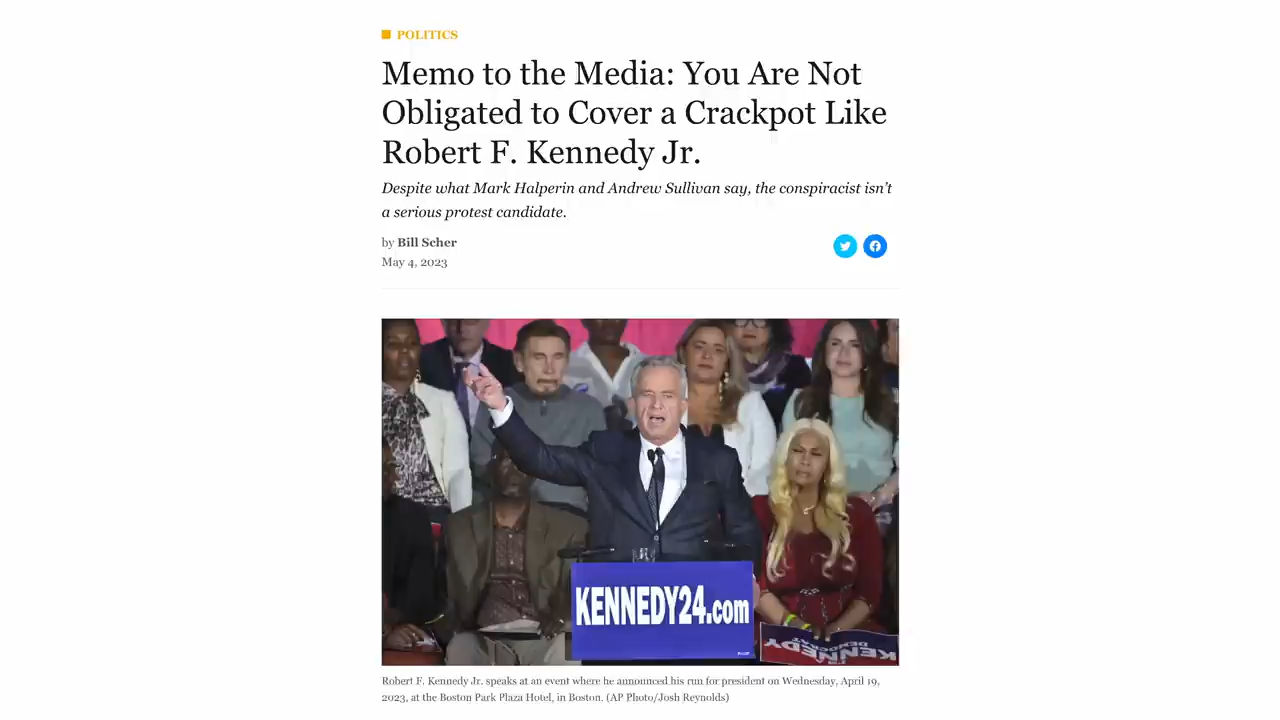 POLITICS
Memo to the Media: You Are Not
Obligated to Cover a Crackpot Like
Robert F. Kennedy Jr.
Despite what Mark Halperin and Andrew Sullivan say, the conspiracist isn't
a serious protest candidate.
by Bill Scher
May 4, 2023
KENNEDY24.com
DEMOCRAT
KENNEDY
Robert F. Kennedy Jr. speaks at an event where he announced his run for president on Wednesday, April 19,
2023, at the Boston Park Plaza Hotel, in Boston. (AP Photo/Josh Reynolds)